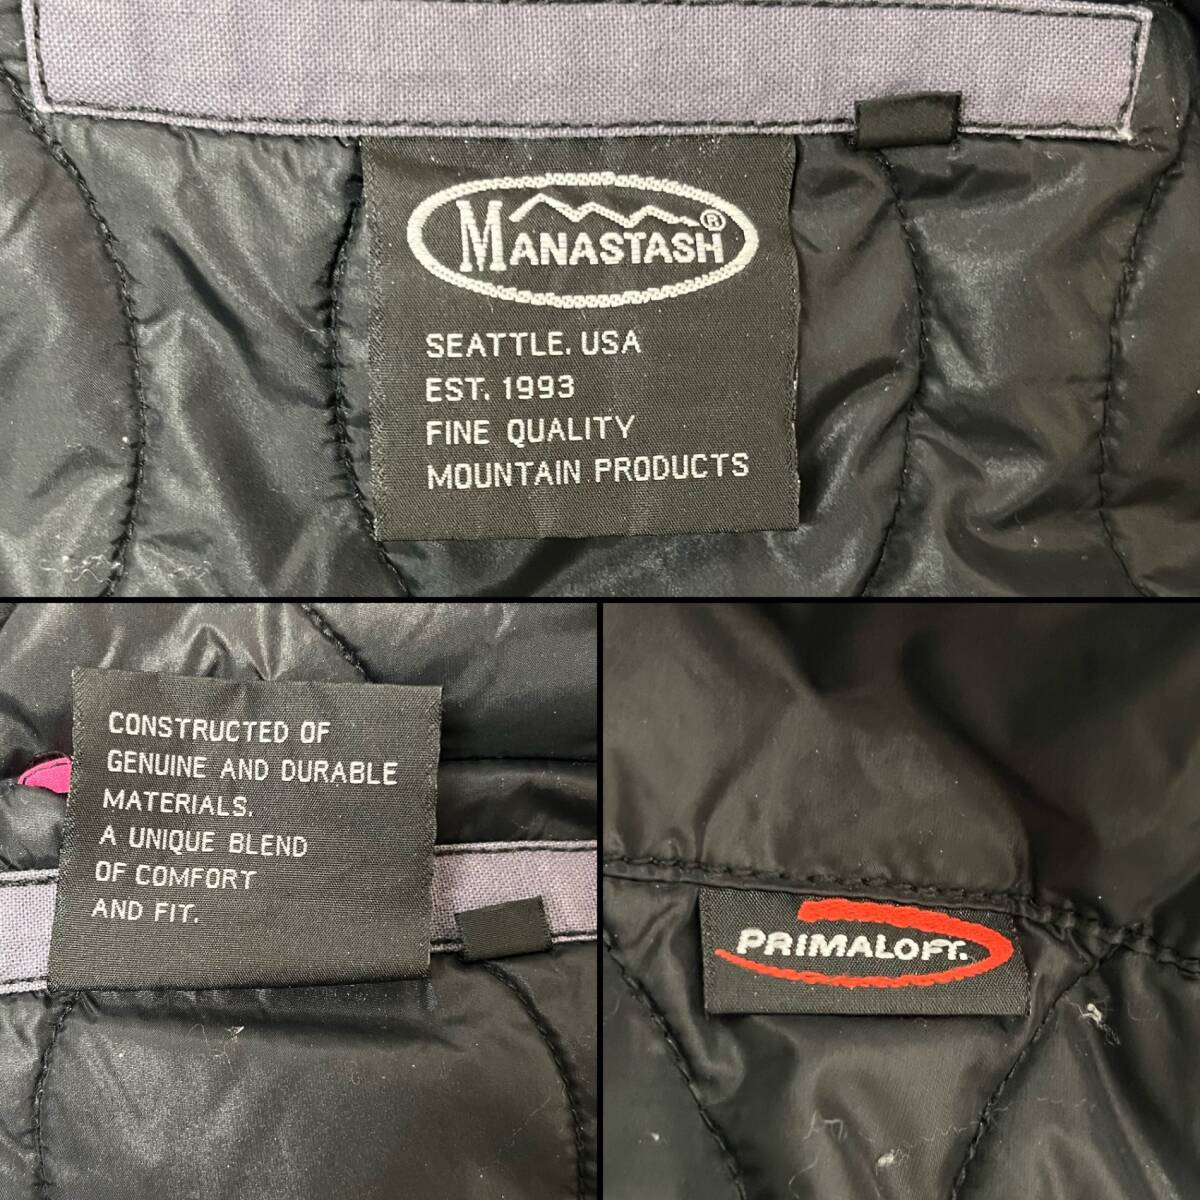 MANASTASH®
SEATTLE, USA
EST. 1993
FINE QUALITY
MOUNTAIN PRODUCTS
CONSTRUCTED OF
GENUINE AND DURABLE
MATERIALS.
A UNIQUE BLEND
OF COMFORT
AND FIT.
PRIMALOFT.